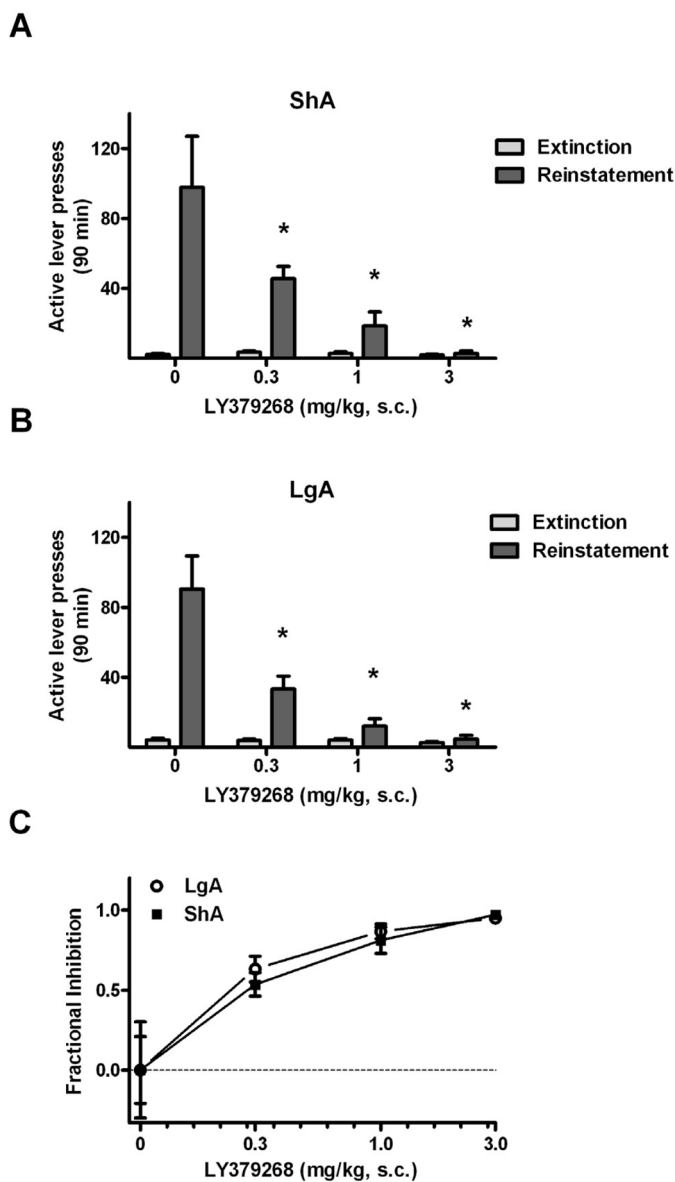 A
ShA
Extinction
Reinstatement
Active lever presses
(90 min)
120
80
40
*
*
*
0
0.3
1
3
LY379268 (mg/kg, s.c.)
B
LgA
Extinction
Reinstatement
Active lever presses
(90 min)
120
80
40
*
*
*
0
0.3
1
3
LY379268 (mg/kg, s.c.)
C
LgA
ShA
Fractional Inhibition
1.0
0.5
0.0
0
0.3
1.0
3.0
LY379268 (mg/kg, s.c.)